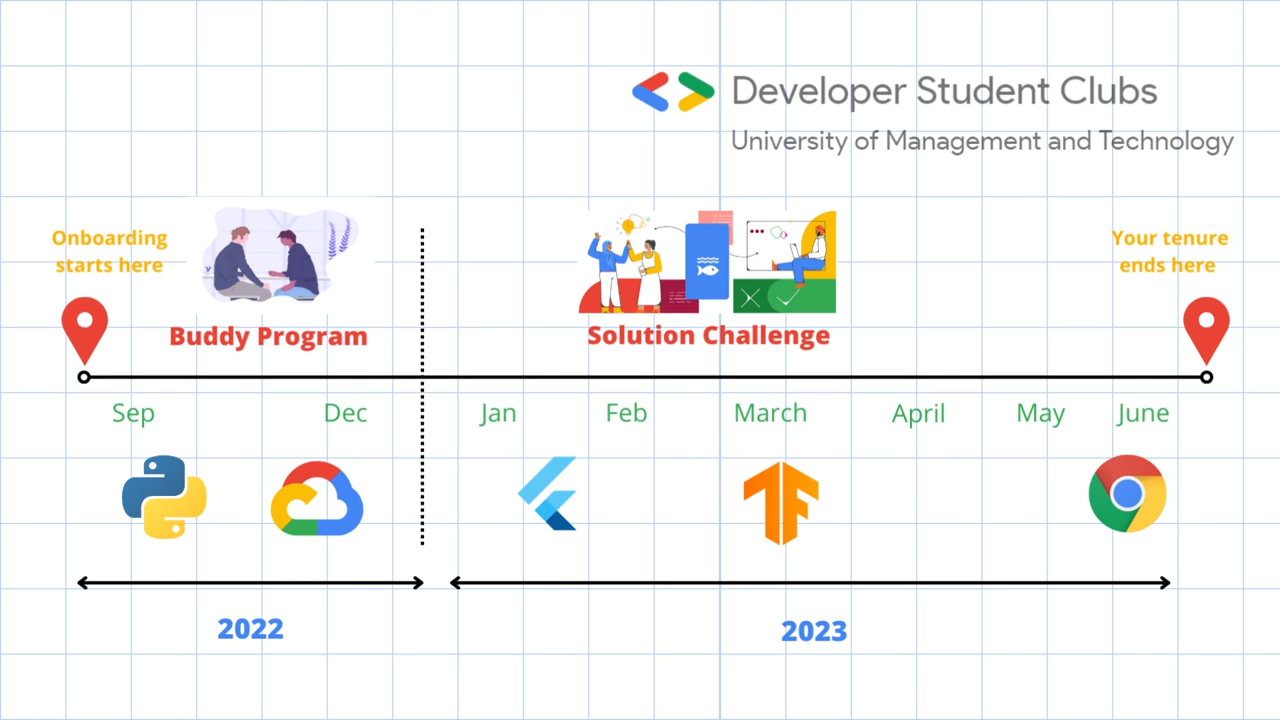 Developer Student Clubs
University of Management and Technology
Onboarding
starts here
Buddy Program
Solution Challenge
Your tenure
ends here
Sep
Dec
Jan
Feb
March
April
May
June
2022
2023